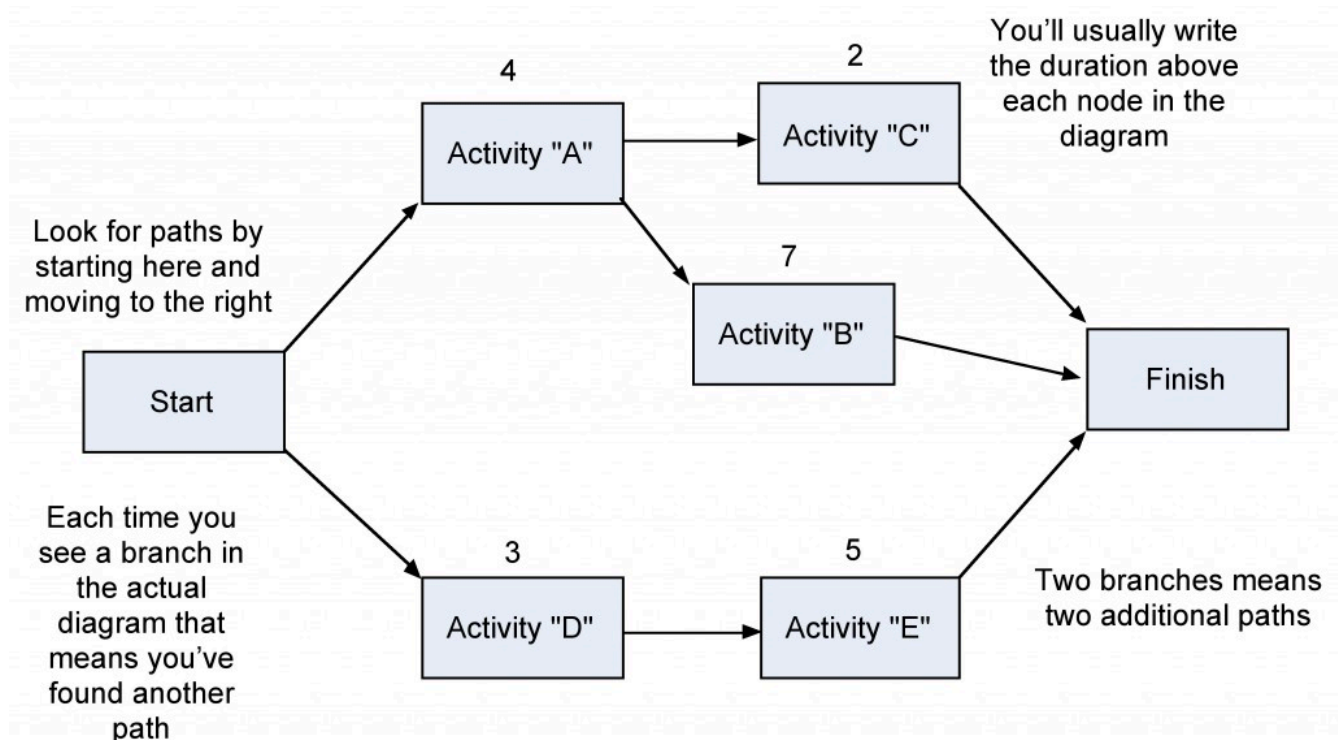 You'll usually write
the duration above
each node in the
diagram
4
2
Activity "A"
Activity "C"
Look for paths by
starting here and
moving to the right
7
Activity "B"
Start
Finish
Each time you
see a branch in
the actual
diagram that
means you've
found another
path
3
5
Activity "D"
Activity "E"
Two branches means
two additional paths